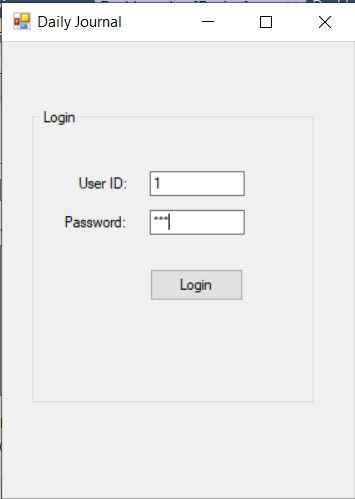 Daily Journal
Login
User ID: 1
Password: ***
Login